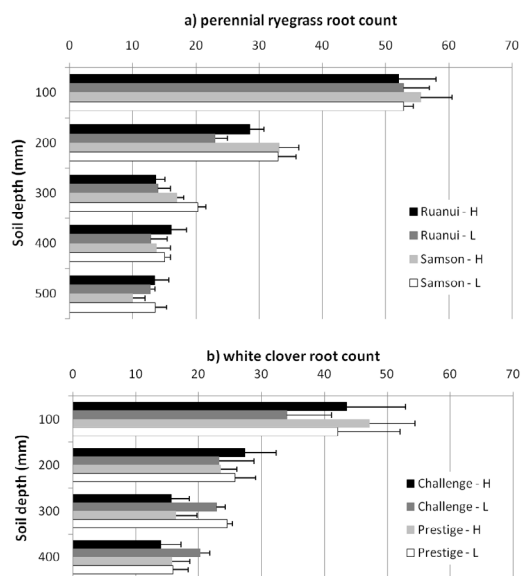 a) perennial ryegrass root count
0 10 20 30 40 50 60 70
Soil depth (mm)
100
200
300
400
500
Ruanui - H
Ruanui - L
Samson - H
Samson - L
b) white clover root count
0 10 20 30 40 50 60 70
Soil depth (mm)
100
200
300
400
Challenge - H
Challenge - L
Prestige - H
Prestige - L